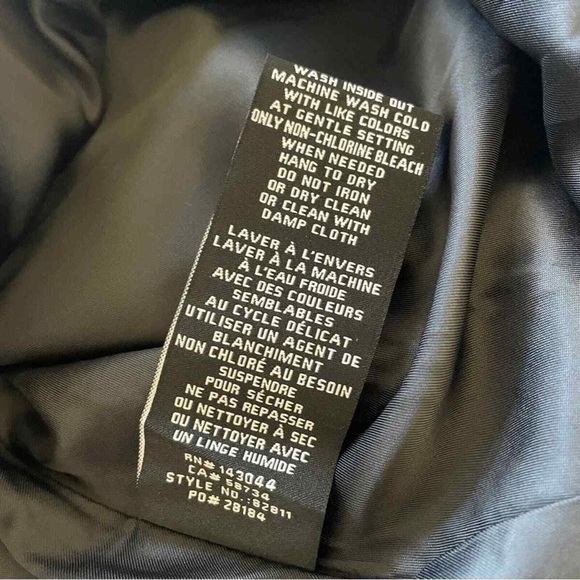 WASH INSIDE OUT
MACHINE WASH COLD
WITH LIKE COLORS
AT GENTLE SETTING
ONLY NON-CHLORINE BLEACH
WHEN NEEDED
HANG TO DRY
DO NOT IRON
OR DRY CLEAN
OR CLEAN WITH
DAMP CLOTH
LAVER À L'ENVERS
LAVER À LA MACHINE
À L'EAU FROIDE
AVEC DES COULEURS
SEMBLABLES
AU CYCLE DÉLICAT
UTILISER UN AGENT DE
BLANCHIMENT
NON CHLORÉ AU BESOIN
SUSPENDRE
POUR SÉCHER
NE PAS REPASSER
OU NETTOYER À SEC
OU NETTOYER AVEC
UN LINGE HUMIDE
RN# 143044
CA# 58734
STYLE NO.:82811
PO# 28184